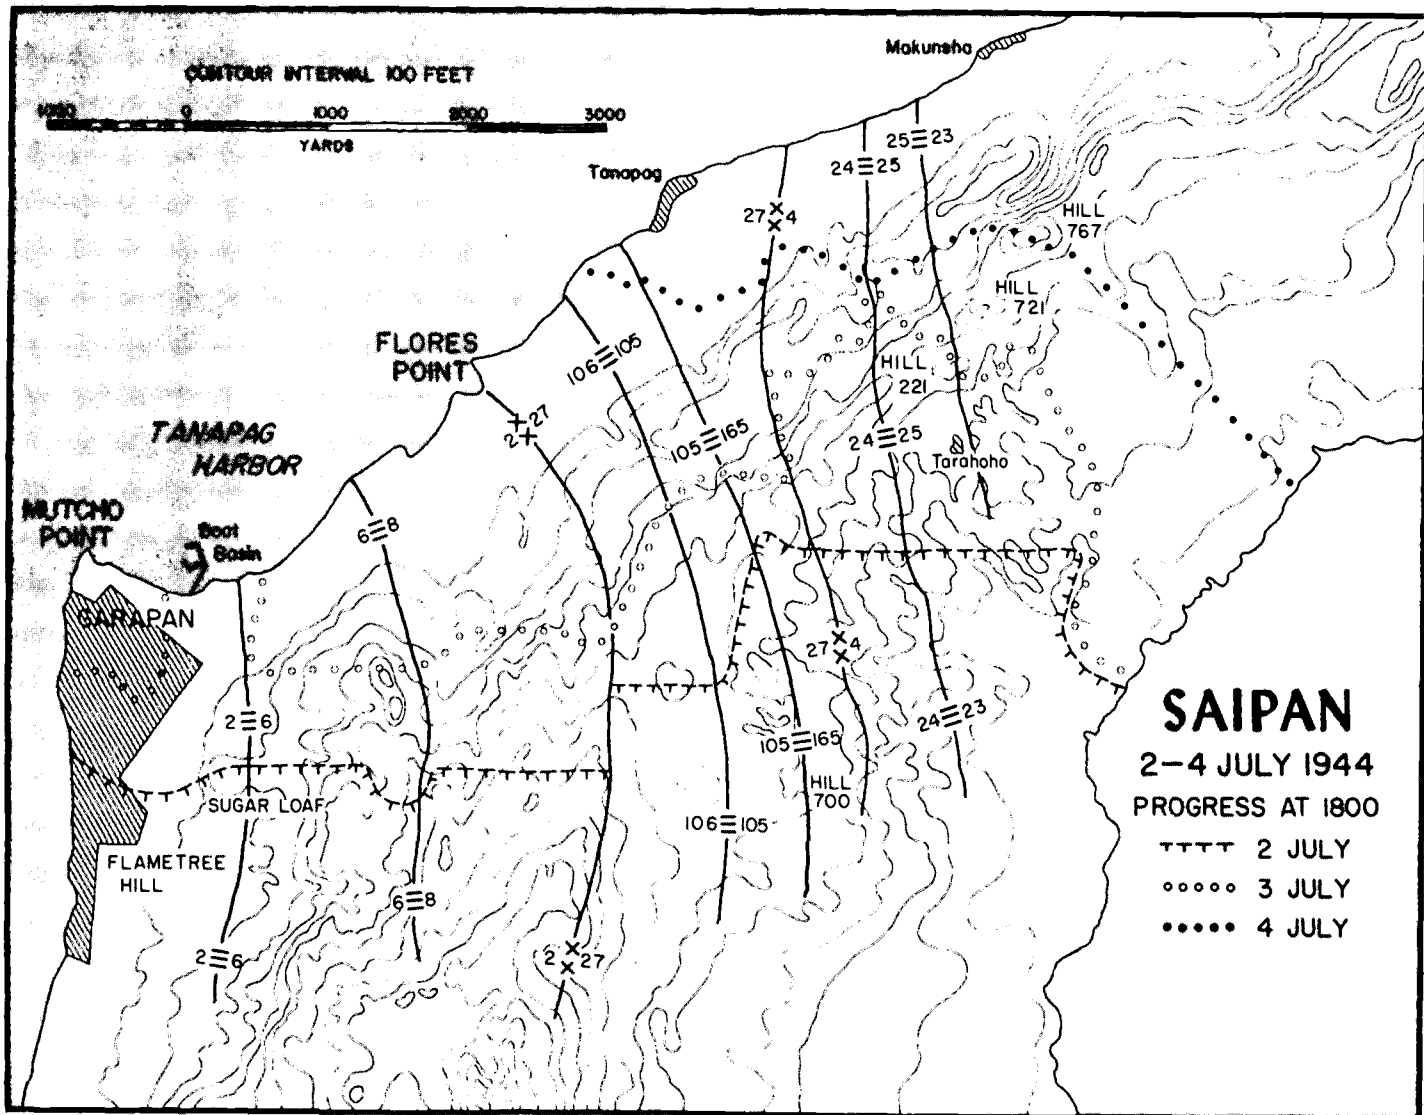 CONTOUR INTERVAL 100 FEET
1000 0 1000 2000 3000
YARDS
Makunsha
25 23
24 25
Tanapag
27 4
HILL
767
HILL
721
FLORES
POINT
106 105
HILL
221
2 27
105 165
24 25
Tarahoho
TANAPAG
HARBOR
MUTCHO
POINT
Boat
Basin
6 8
GARAPAN
27 4
2 6
24 23
105 165
HILL
700
SUGAR LOAF
106 105
FLAMETREE
HILL
6 8
2 6
2 27
SAIPAN
2-4 JULY 1944
PROGRESS AT 1800
2 JULY
3 JULY
4 JULY